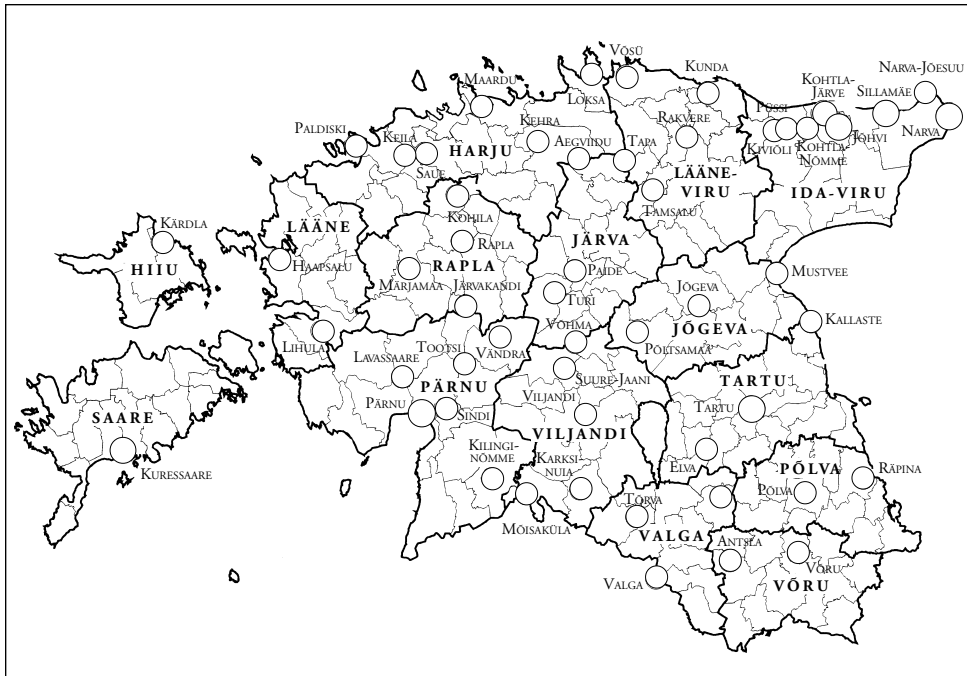 Võsü
Kunda
Narva-Jõesuu
Maardu
Kohtla-
Järve
Sillamäe
Loksa
Püssi
Kehra
Rakvere
Paldiski
Keila
Narva
HARJU
Aegviidu
Tapa
Kiviõli
Kohtla-
Nõmme
Jõhvi
Saue
LÄÄNE-
VIRU
IDA-VIRU
Tamsalu
Kohila
LÄÄNE
Kärdla
Rapla
JÄRVA
HIIU
Haapsalu
RAPLA
Paide
Mustvee
Märjamaa
Järvakandi
Jõgeva
Türi
Võhma
JÕGEVA
Kallaste
Lihula
Tootsi
Vändra
Põltsamaa
Lavassaare
Suure-Jaani
TARTU
PÄRNU
Viljandi
Pärnu
Sindi
Tartu
SAARE
VILJANDI
Kilingi-
Nõmme
Karksi-
Nuia
Elva
PÕLVA
Räpina
Kuressaare
Põlva
Tõrva
Mõisaküla
VALGA
Antsla
Võru
Valga
VÕRU